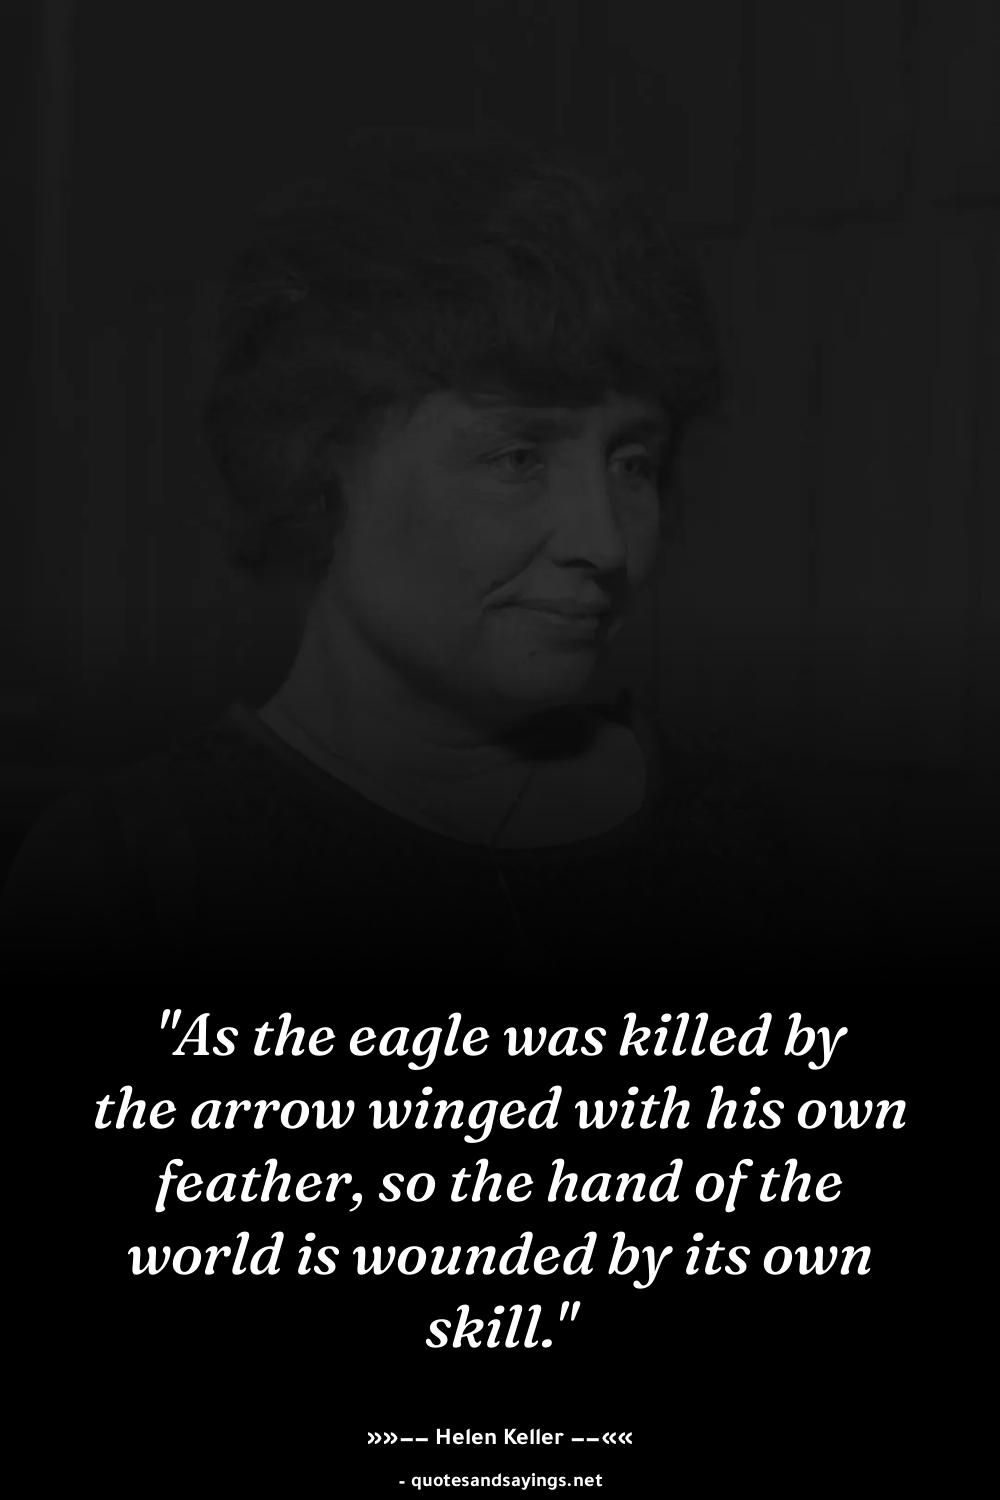 "As the eagle was killed by
the arrow winged with his own
feather, so the hand of the
world is wounded by its own
skill."
»»—— Helen Keller ——««
- quotesandsayings.net